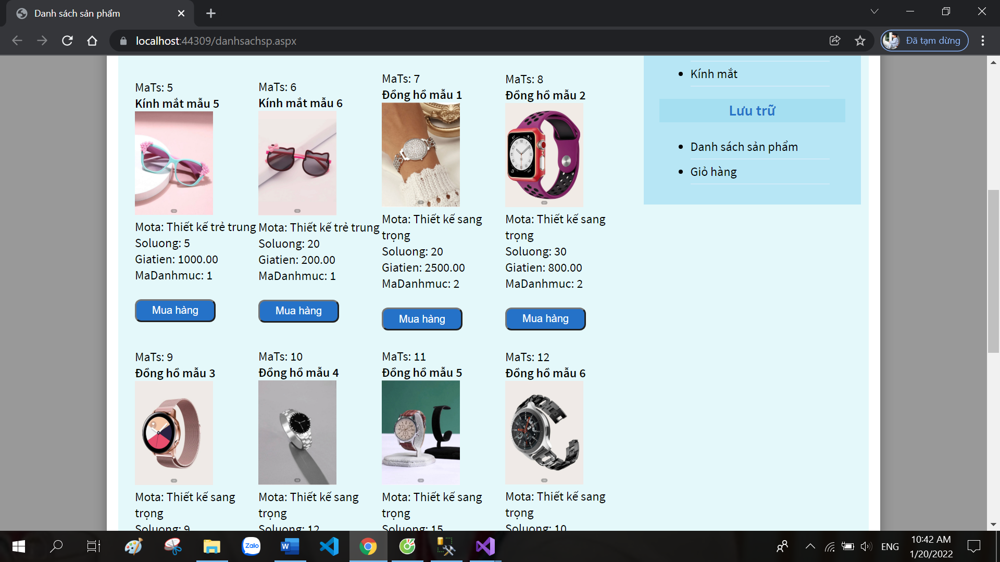 Danh sách sản phẩm
localhost:44309/danhsachsp.aspx
Đã tạm dừng
MaTs: 5
Kính mắt mẫu 5
Mota: Thiết kế trẻ trung
Soluong: 5
Giatien: 1000.00
MaDanhmuc: 1
Mua hàng
MaTs: 6
Kính mắt mẫu 6
Mota: Thiết kế trẻ trung
Soluong: 20
Giatien: 200.00
MaDanhmuc: 1
Mua hàng
MaTs: 7
Đồng hồ mẫu 1
Mota: Thiết kế sang
trọng
Soluong: 20
Giatien: 2500.00
MaDanhmuc: 2
Mua hàng
MaTs: 8
Đồng hồ mẫu 2
Mota: Thiết kế sang
trọng
Soluong: 30
Giatien: 800.00
MaDanhmuc: 2
Mua hàng
MaTs: 9
Đồng hồ mẫu 3
Mota: Thiết kế sang
trọng
Soluong: 9
MaTs: 10
Đồng hồ mẫu 4
Mota: Thiết kế sang
trọng
Soluong: 12
MaTs: 11
Đồng hồ mẫu 5
Mota: Thiết kế sang
trọng
Soluong: 15
MaTs: 12
Đồng hồ mẫu 6
Mota: Thiết kế sang
trọng
Soluong: 10
Kính mắt
Lưu trữ
Danh sách sản phẩm
Giỏ hàng
Zalo
W
ENG
10:42 AM
1/20/2022